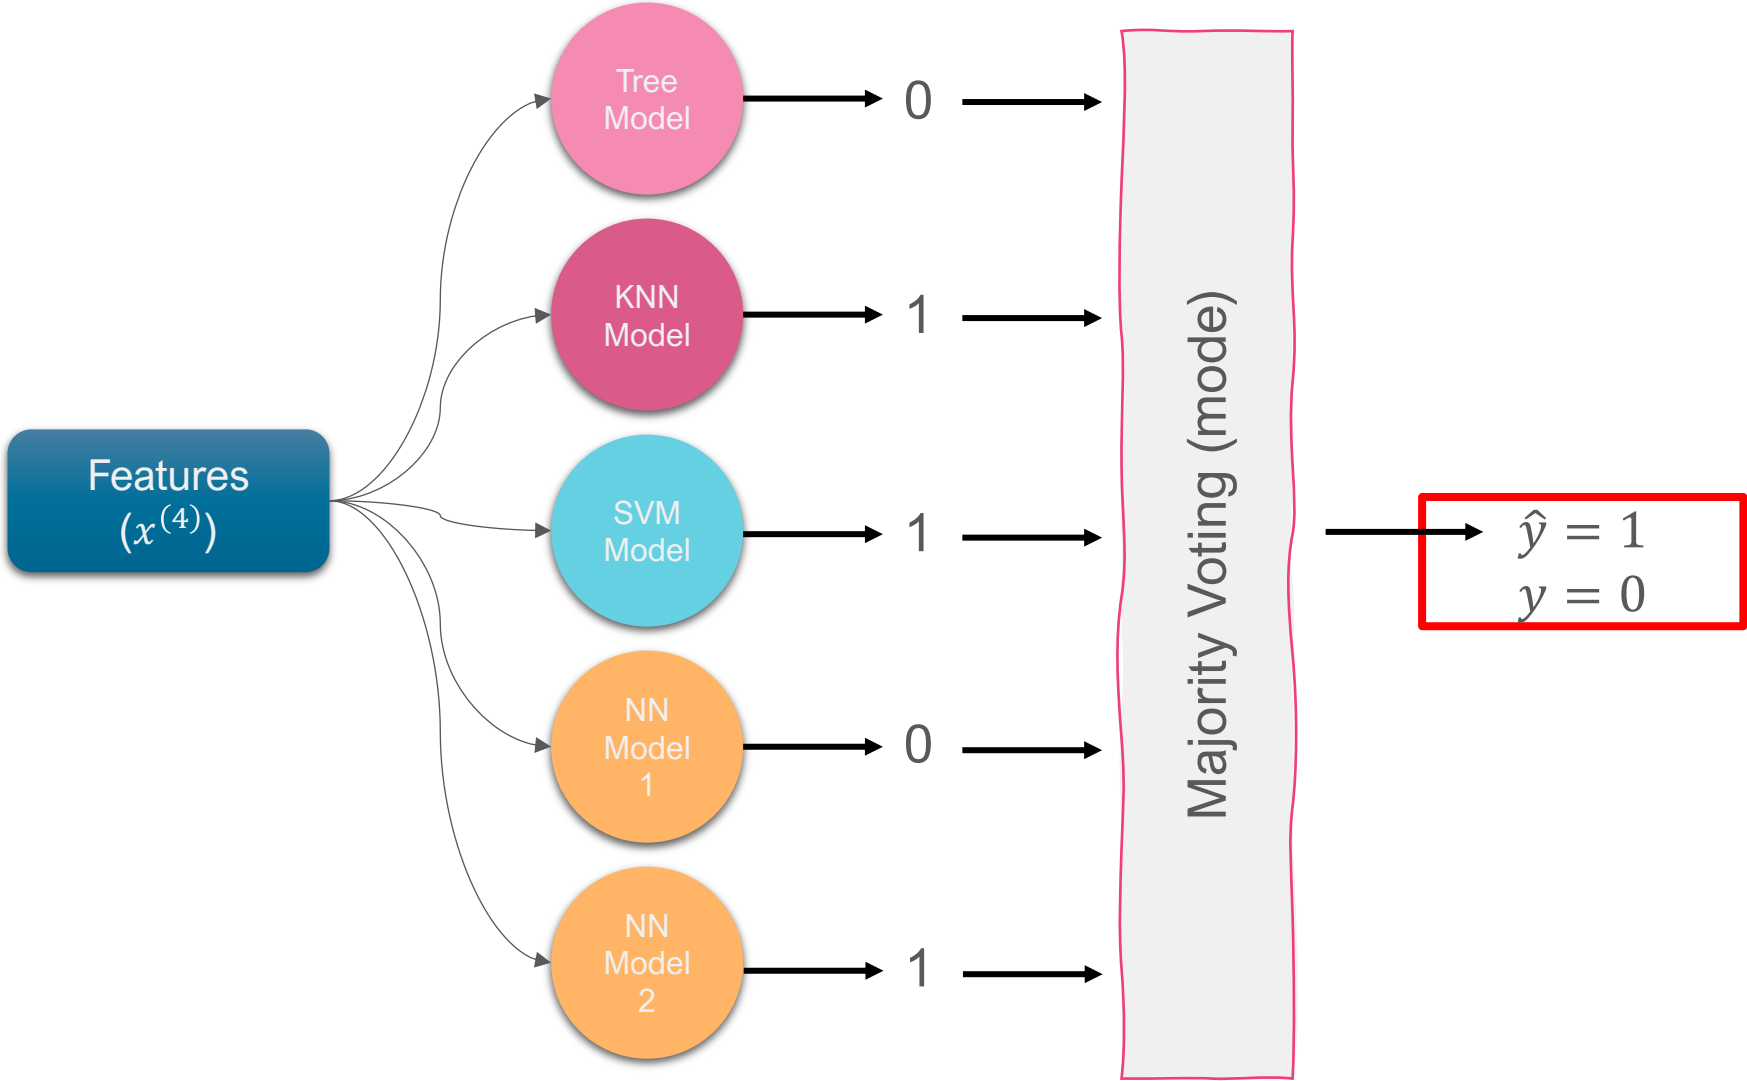 Features
(x^(4))
Tree
Model
0
KNN
Model
1
SVM
Model
1
NN
Model
1
0
NN
Model
2
1
Majority Voting (mode)
ŷ = 1
y = 0